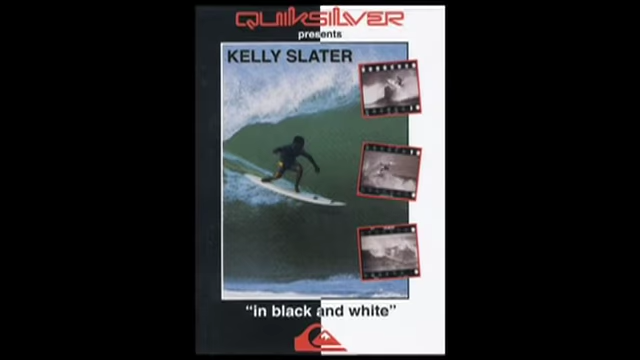 QUIKSILVER
presents
KELLY SLATER
"in black and white"